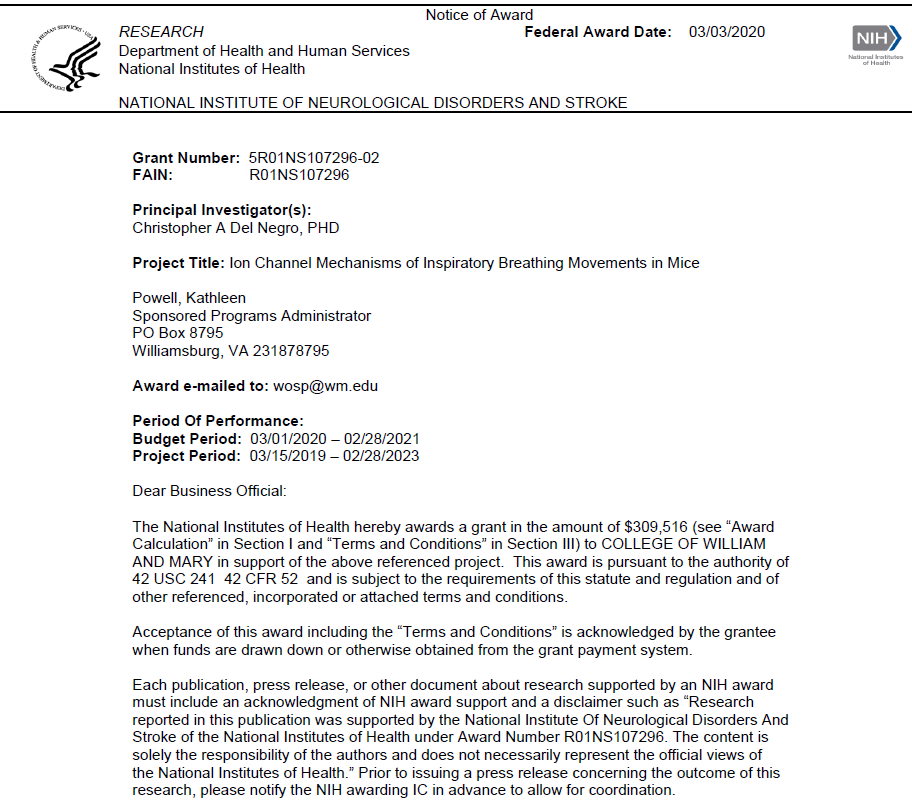 Notice of Award
RESEARCH Federal Award Date: 03/03/2020
Department of Health and Human Services
National Institutes of Health
NATIONAL INSTITUTE OF NEUROLOGICAL DISORDERS AND STROKE
DEPARTMENT OF HEALTH & HUMAN SERVICES · USA
NIH
National Institutes
of Health
Grant Number: 5R01NS107296-02
FAIN: R01NS107296
Principal Investigator(s):
Christopher A Del Negro, PHD
Project Title: Ion Channel Mechanisms of Inspiratory Breathing Movements in Mice
Powell, Kathleen
Sponsored Programs Administrator
PO Box 8795
Williamsburg, VA 231878795
Award e-mailed to: wosp@wm.edu
Period Of Performance:
Budget Period: 03/01/2020 – 02/28/2021
Project Period: 03/15/2019 – 02/28/2023
Dear Business Official:
The National Institutes of Health hereby awards a grant in the amount of $309,516 (see “Award
Calculation” in Section I and “Terms and Conditions” in Section III) to COLLEGE OF WILLIAM
AND MARY in support of the above referenced project. This award is pursuant to the authority of
42 USC 241 42 CFR 52 and is subject to the requirements of this statute and regulation and of
other referenced, incorporated or attached terms and conditions.
Acceptance of this award including the “Terms and Conditions” is acknowledged by the grantee
when funds are drawn down or otherwise obtained from the grant payment system.
Each publication, press release, or other document about research supported by an NIH award
must include an acknowledgment of NIH award support and a disclaimer such as “Research
reported in this publication was supported by the National Institute Of Neurological Disorders And
Stroke of the National Institutes of Health under Award Number R01NS107296. The content is
solely the responsibility of the authors and does not necessarily represent the official views of
the National Institutes of Health.” Prior to issuing a press release concerning the outcome of this
research, please notify the NIH awarding IC in advance to allow for coordination.